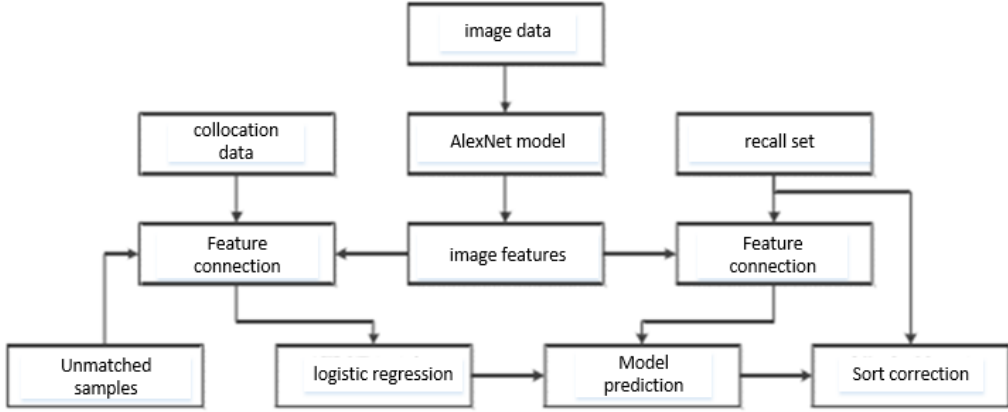 image data
collocation
data
AlexNet model
recall set
Feature
connection
image features
Feature
connection
Unmatched
samples
logistic regression
Model
prediction
Sort correction